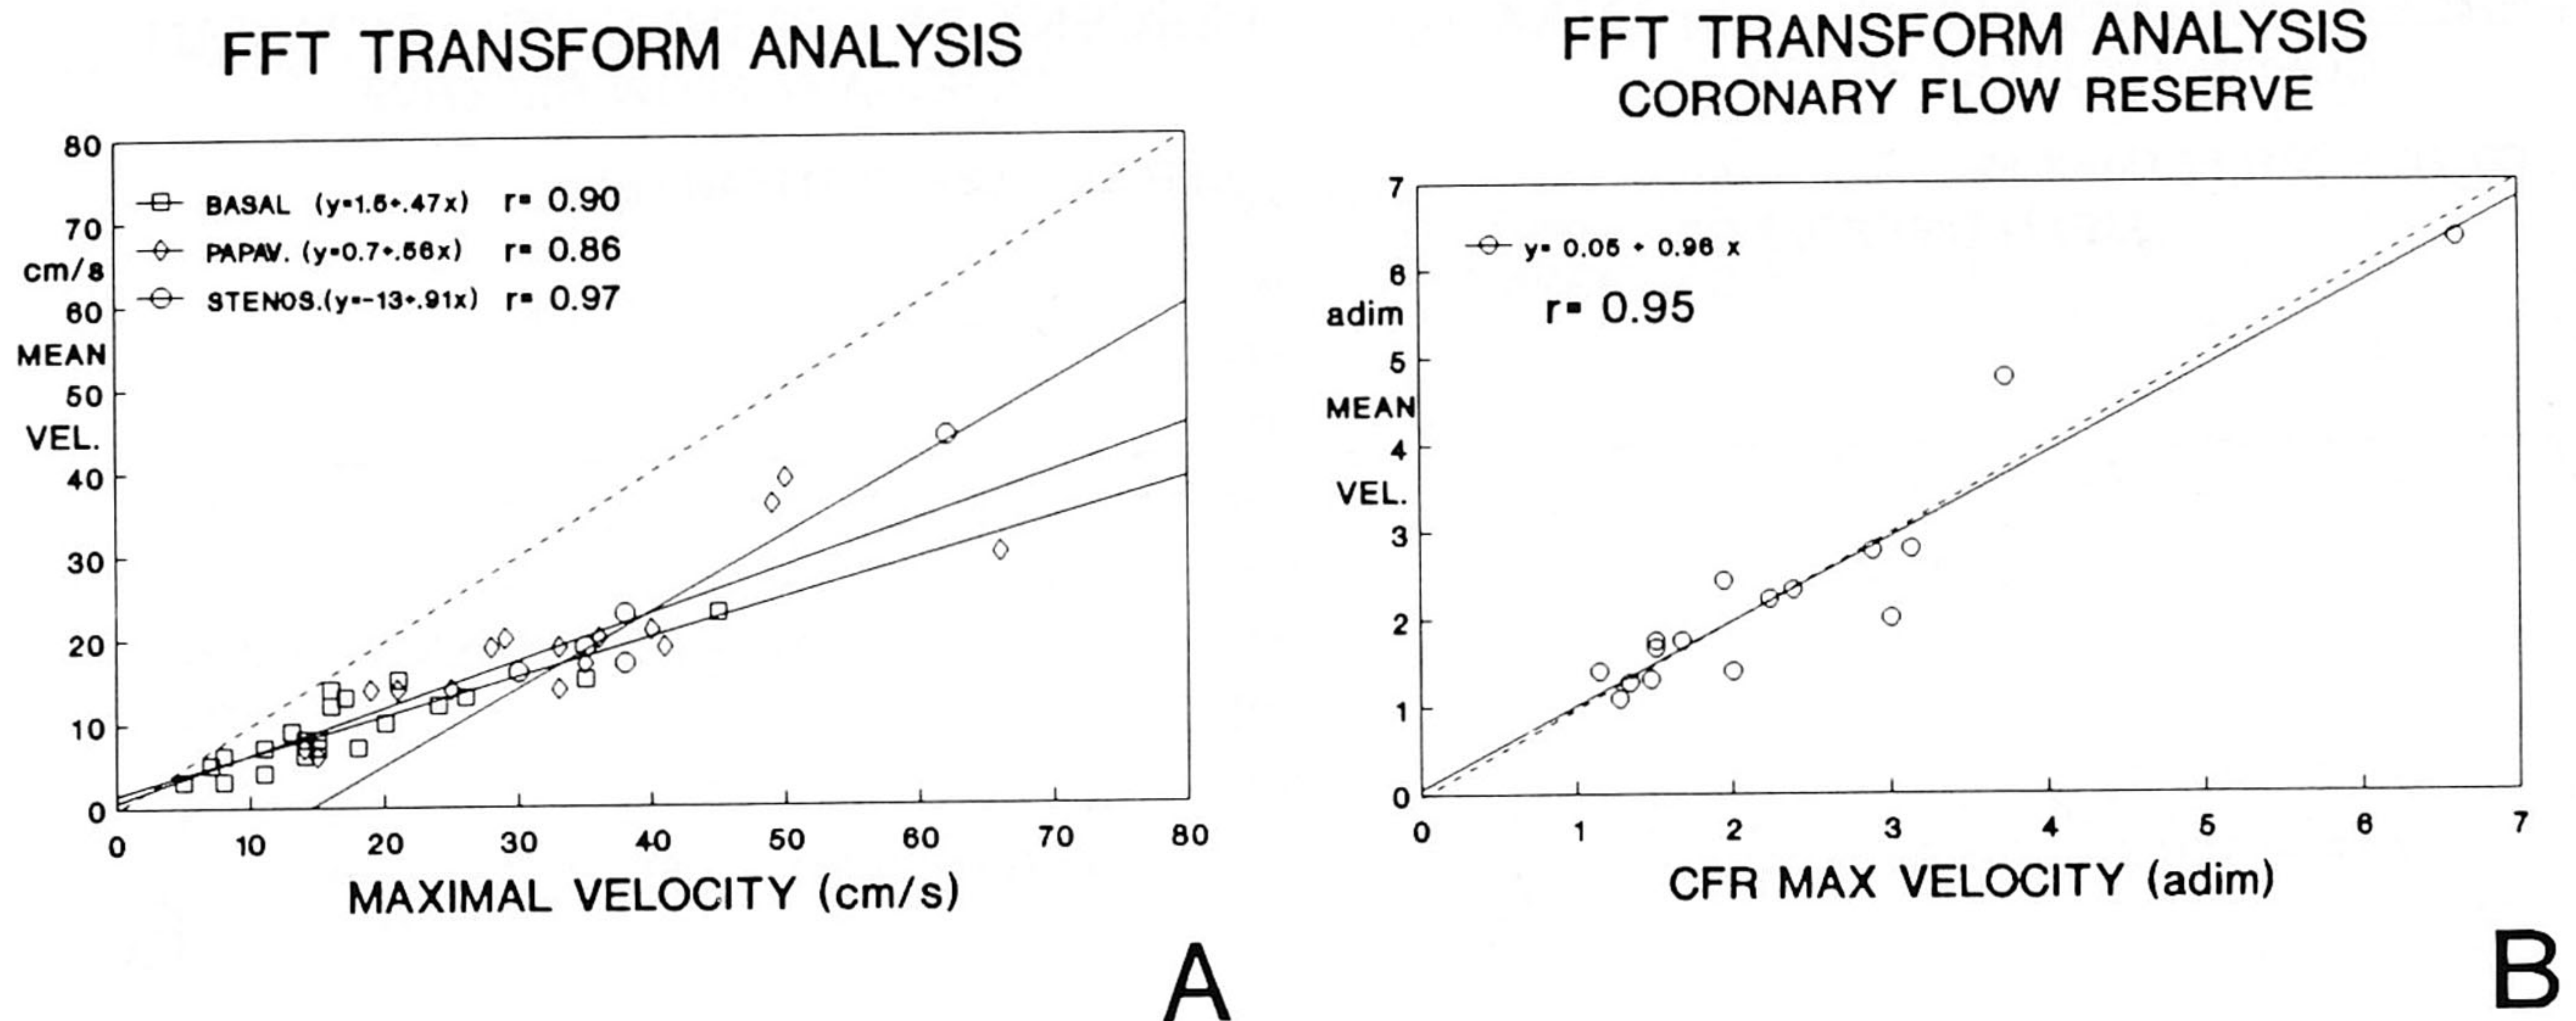 FFT TRANSFORM ANALYSIS
80
BASAL (y=1.5+.47x) r= 0.90
70
PAPAV. (y=0.7+.56x) r= 0.86
cm/s
STENOS.(y=-13+.91x) r= 0.97
60
MEAN
50
VEL.
40
30
20
10
0
0 10 20 30 40 50 60 70 80
MAXIMAL VELOCITY (cm/s)
A
FFT TRANSFORM ANALYSIS
CORONARY FLOW RESERVE
7
y= 0.05 + 0.98 x
6
adim
r= 0.95
5
MEAN
4
VEL.
3
2
1
0
0 1 2 3 4 5 6 7
CFR MAX VELOCITY (adim)
B